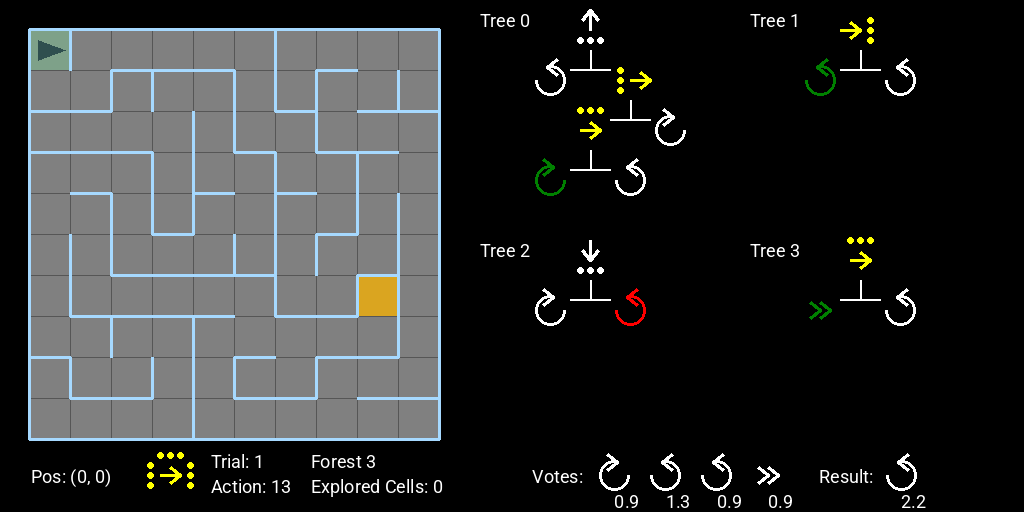 Tree 0
Tree 1
Tree 2
Tree 3
Pos: (0, 0)
Trial: 1
Forest 3
Action: 13
Explored Cells: 0
Votes:
0.9
1.3
0.9
0.9
Result:
2.2